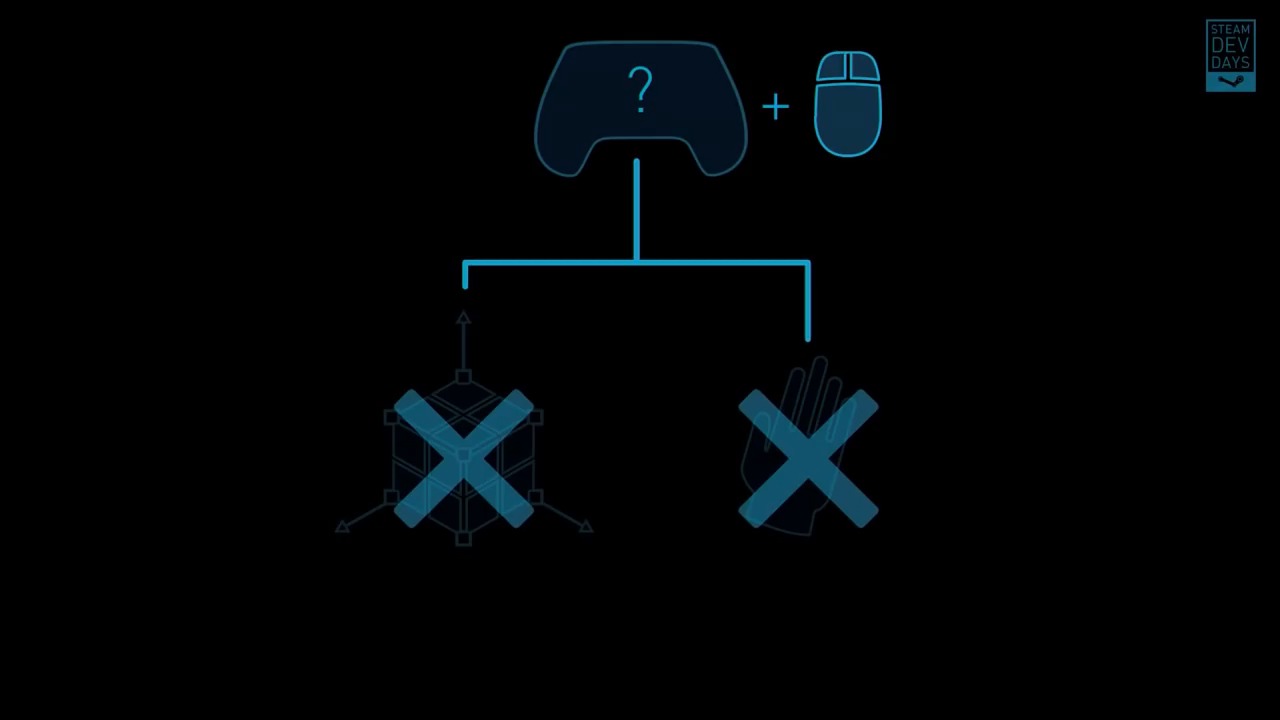 ?
+
STEAM
DEV
DAYS